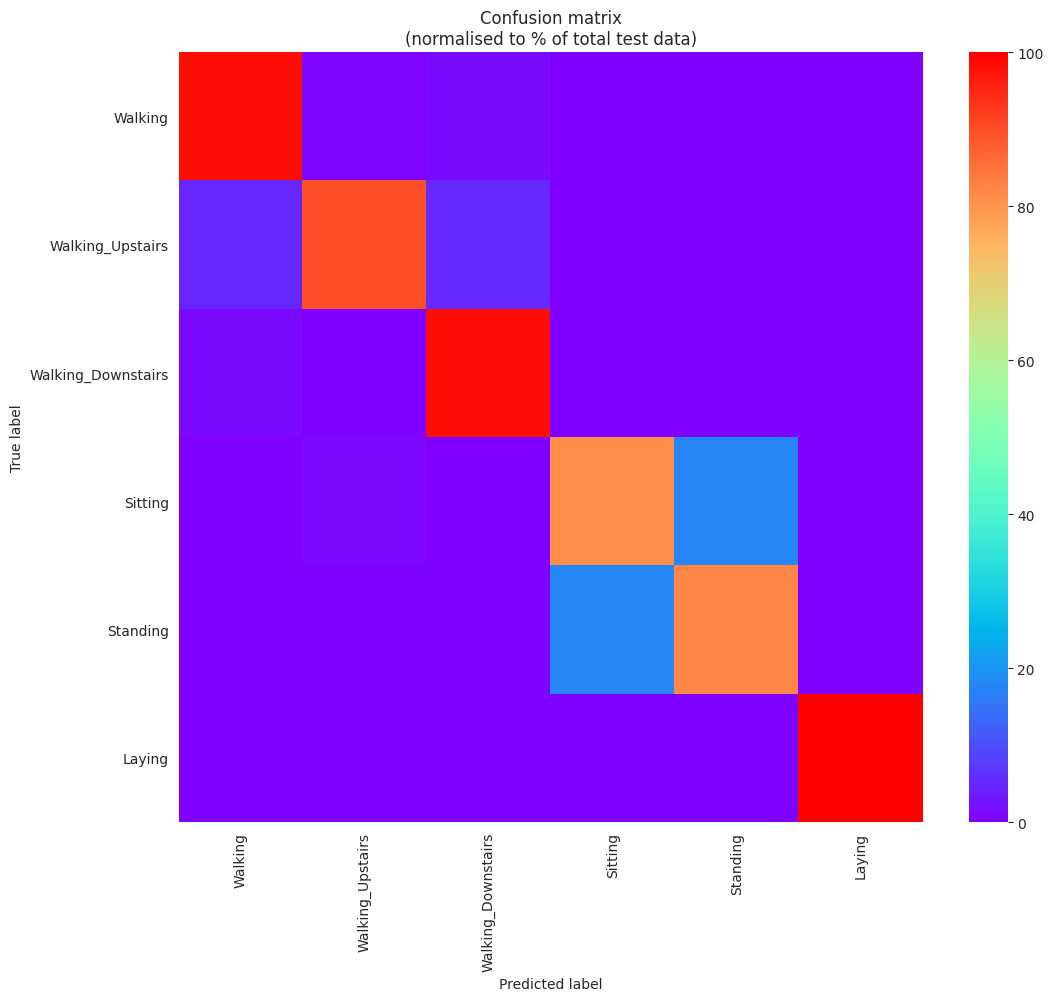 Confusion matrix
(normalised to % of total test data)
True label
Walking
Walking_Upstairs
Walking_Downstairs
Sitting
Standing
Laying
Walking
Walking_Upstairs
Walking_Downstairs
Sitting
Standing
Laying
Predicted label
100
80
60
40
20
0